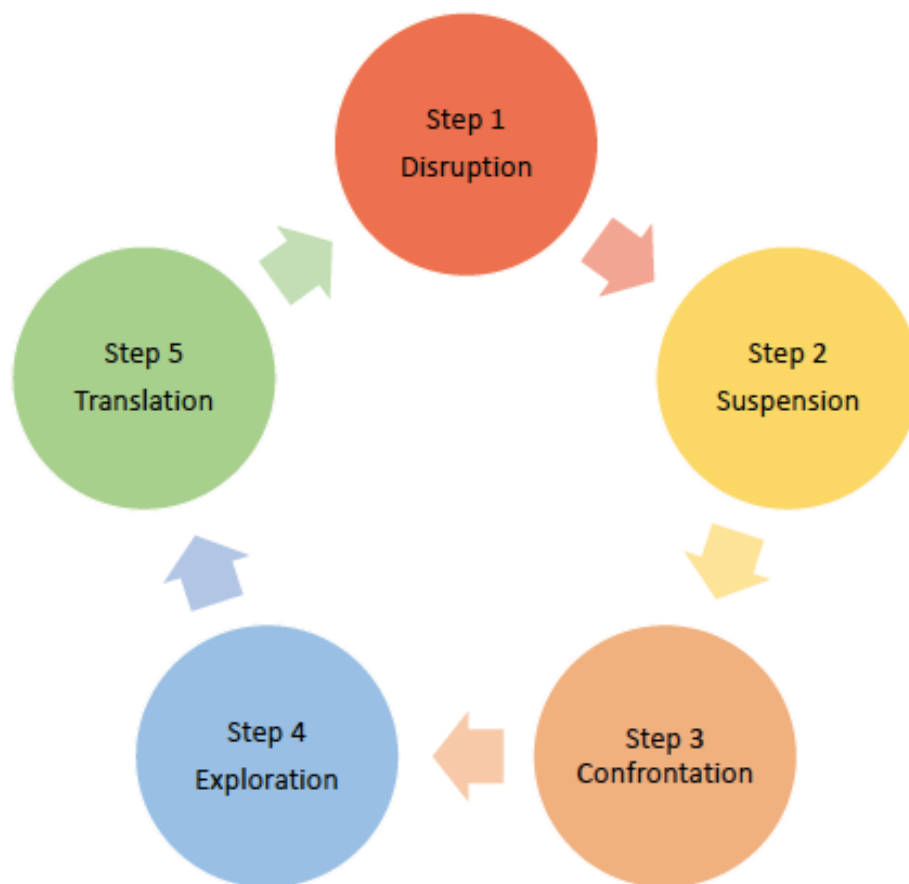 Step 1
Disruption
Step 2
Suspension
Step 3
Confrontation
Step 4
Exploration
Step 5
Translation